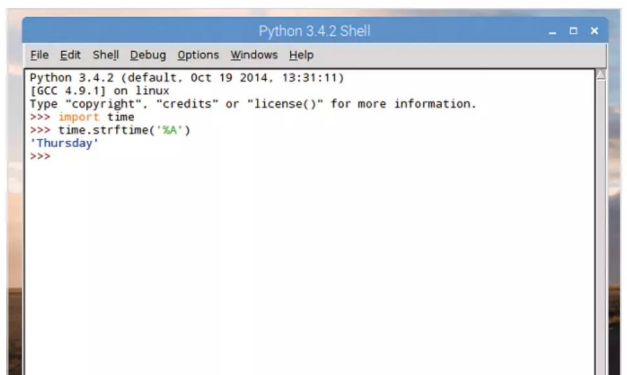 Python 3.4.2 Shell
File Edit Shell Debug Options Windows Help
Python 3.4.2 (default, Oct 19 2014, 13:31:11)
[GCC 4.9.1] on linux
Type "copyright", "credits" or "license()" for more information.
>>> import time
>>> time.strftime('%A')
'Thursday'
>>>